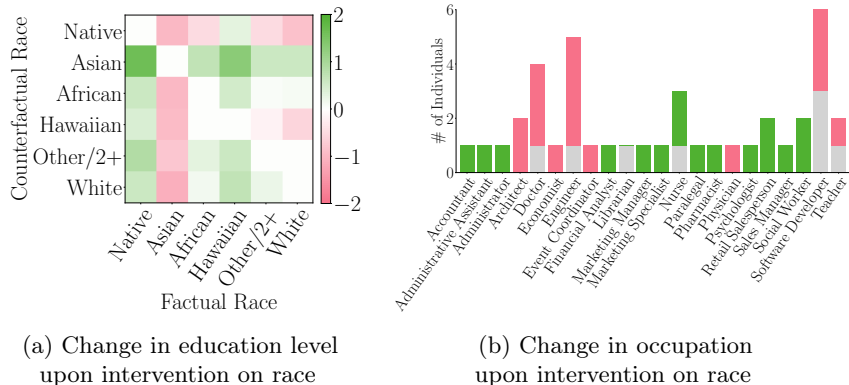 Counterfactual Race
Native
Asian
African
Hawaiian
Other/2+
White
Native
Asian
African
Hawaiian
Other/2+
White
Factual Race
2
1
0
−1
−2
(a) Change in education level
upon intervention on race
# of Individuals
6
4
2
0
Accountant
Administrative Assistant
Administrator
Architect
Doctor
Economist
Engineer
Event Coordinator
Financial Analyst
Librarian
Marketing Manager
Marketing Specialist
Nurse
Paralegal
Pharmacist
Physician
Psychologist
Retail Salesperson
Sales Manager
Social Worker
Software Developer
Teacher
(b) Change in occupation
upon intervention on race